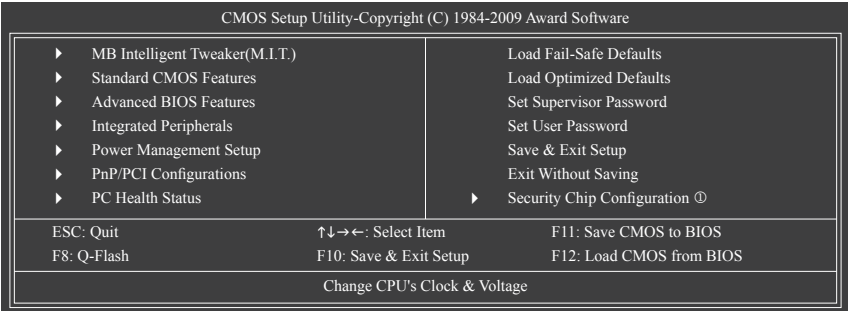 CMOS Setup Utility-Copyright (C) 1984-2009 Award Software
MB Intelligent Tweaker(M.I.T.)
Standard CMOS Features
Advanced BIOS Features
Integrated Peripherals
Power Management Setup
PnP/PCI Configurations
PC Health Status
Load Fail-Safe Defaults
Load Optimized Defaults
Set Supervisor Password
Set User Password
Save & Exit Setup
Exit Without Saving
Security Chip Configuration ①
ESC: Quit ↑↓→←: Select Item F11: Save CMOS to BIOS
F8: Q-Flash F10: Save & Exit Setup F12: Load CMOS from BIOS
Change CPU's Clock & Voltage